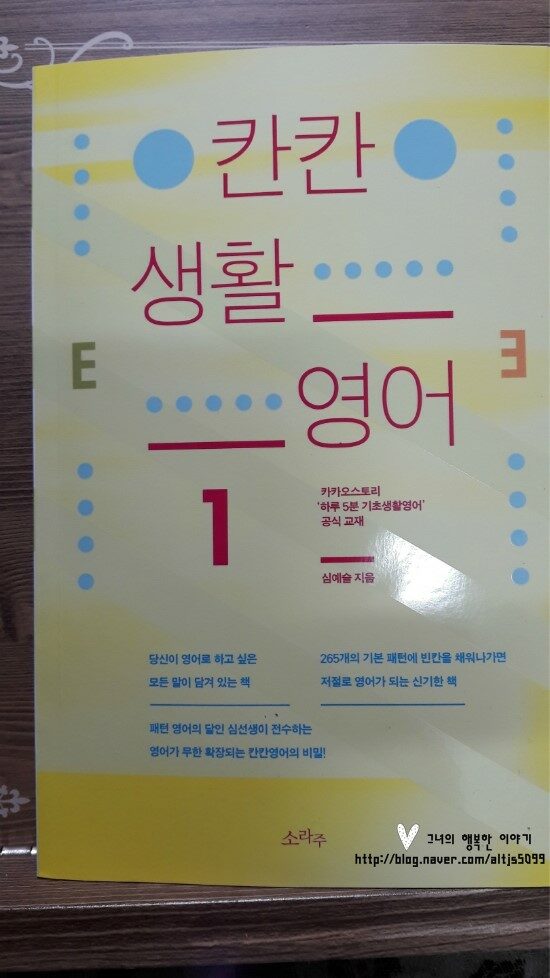 칸칸
생활
E
E
영어
1
카카오스토리
'하루 5분 기초생활영어'
공식 교재
심예슬 지음
당신이 영어로 하고 싶은
모든 말이 담겨 있는 책
265개의 기본 패턴에 빈칸을 채워나가면
저절로 영어가 되는 신기한 책
패턴 영어의 달인 심선생이 전수하는
영어가 무한 확장되는 칸칸영어의 비밀!
소라주
그녀의 행복한 이야기
http://blog.naver.com/altjs5099